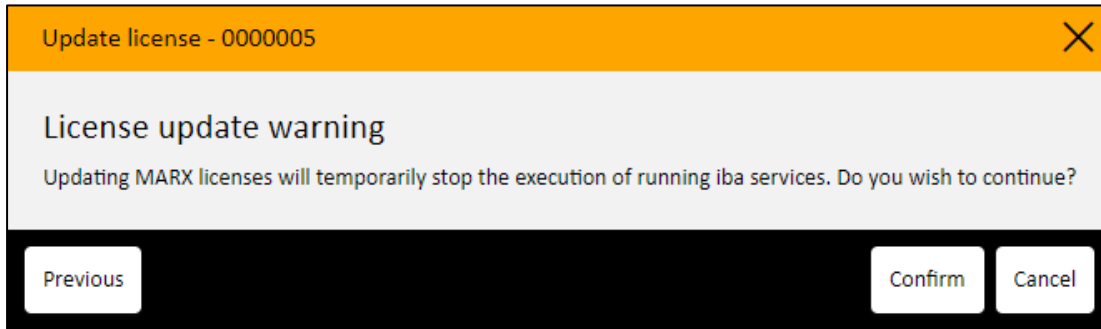 Update license - 0000005
License update warning
Updating MARX licenses will temporarily stop the execution of running iba services. Do you wish to continue?
Previous
Confirm
Cancel